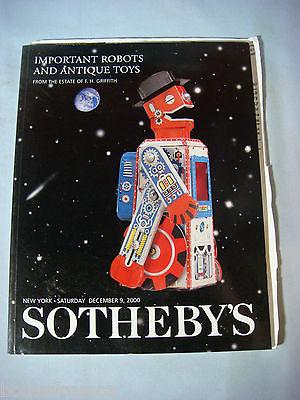 IMPORTANT ROBOTS
AND ANTIQUE TOYS
FROM THE ESTATE OF F. H. GRIFFITH
NEW YORK • SATURDAY DECEMBER 9, 2000
SOTHEBY'S